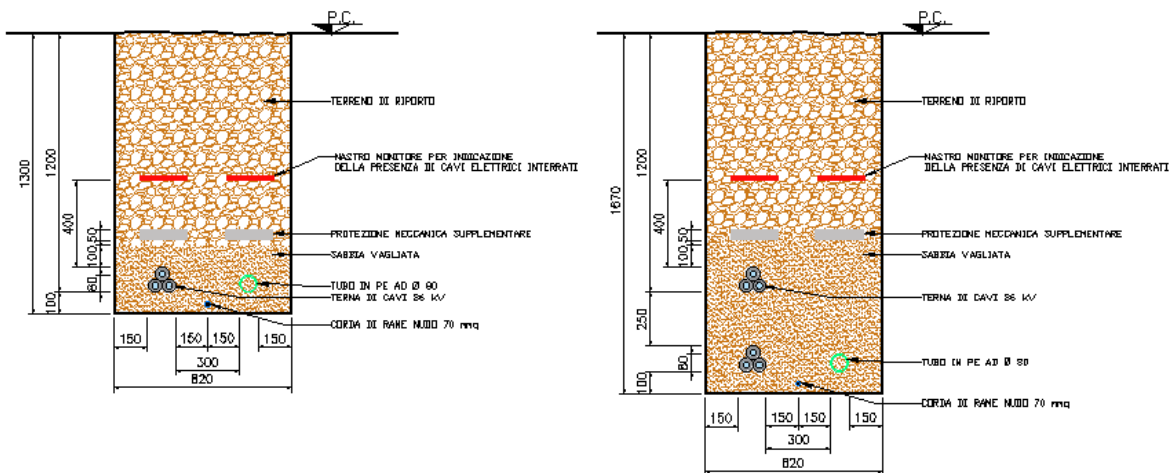 P.C.
TERRENO DI RIPORTO
NASTRO MONITORE PER INDICAZIONE
DELLA PRESENZA DI CAVI ELETTRICI INTERRATI
PROTEZIONE MECCANICA SUPPLEMENTARE
SABBIA VAGLIATA
TUBO IN PE AD Ø 80
TERNA DI CAVI 36 kV
CORDA DI RAME NUDO 70 mmq
1300
1200
400
50
100
80
100
150
150
150
150
300
820
P.C.
TERRENO DI RIPORTO
NASTRO MONITORE PER INDICAZIONE
DELLA PRESENZA DI CAVI ELETTRICI INTERRATI
PROTEZIONE MECCANICA SUPPLEMENTARE
SABBIA VAGLIATA
TERNA DI CAVI 36 kV
TUBO IN PE AD Ø 80
CORDA DI RAME NUDO 70 mmq
1670
1200
400
50
100
250
80
100
150
150
150
150
300
820